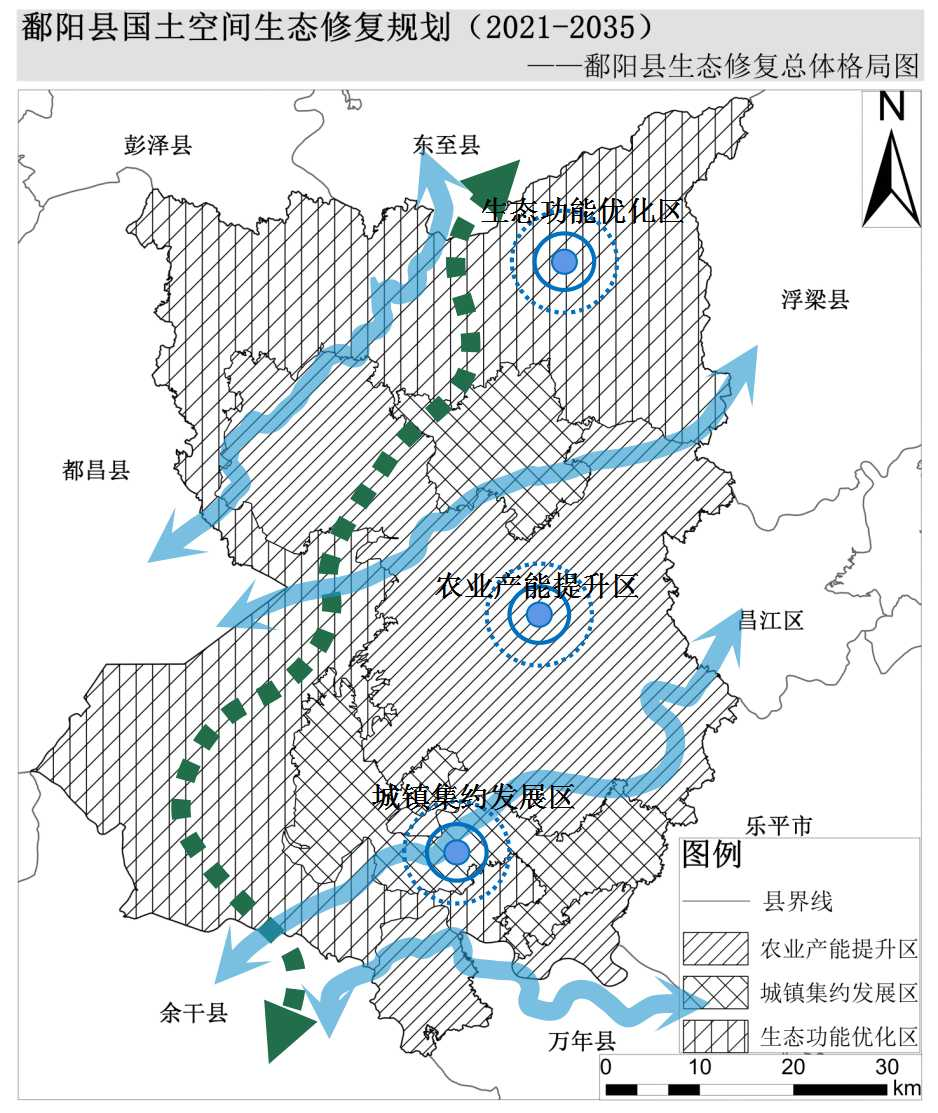 鄱阳县国土空间生态修复规划（2021-2035）
——鄱阳县生态修复总体格局图
N
彭泽县
东至县
生态功能优化区
浮梁县
都昌县
农业产能提升区
昌江区
城镇集约发展区
乐平市
图例
县界线
农业产能提升区
城镇集约发展区
生态功能优化区
余干县
万年县
0 10 20 30
km